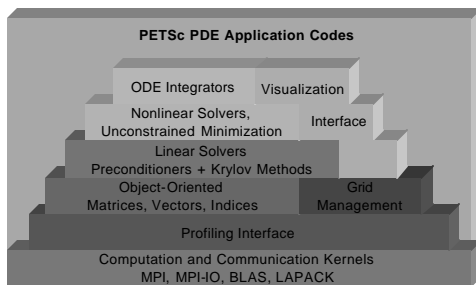 PETSc PDE Application Codes
ODE Integrators
Visualization
Nonlinear Solvers,
Unconstrained Minimization
Interface
Linear Solvers
Preconditioners + Krylov Methods
Object-Oriented
Matrices, Vectors, Indices
Grid
Management
Profiling Interface
Computation and Communication Kernels
MPI, MPI-IO, BLAS, LAPACK